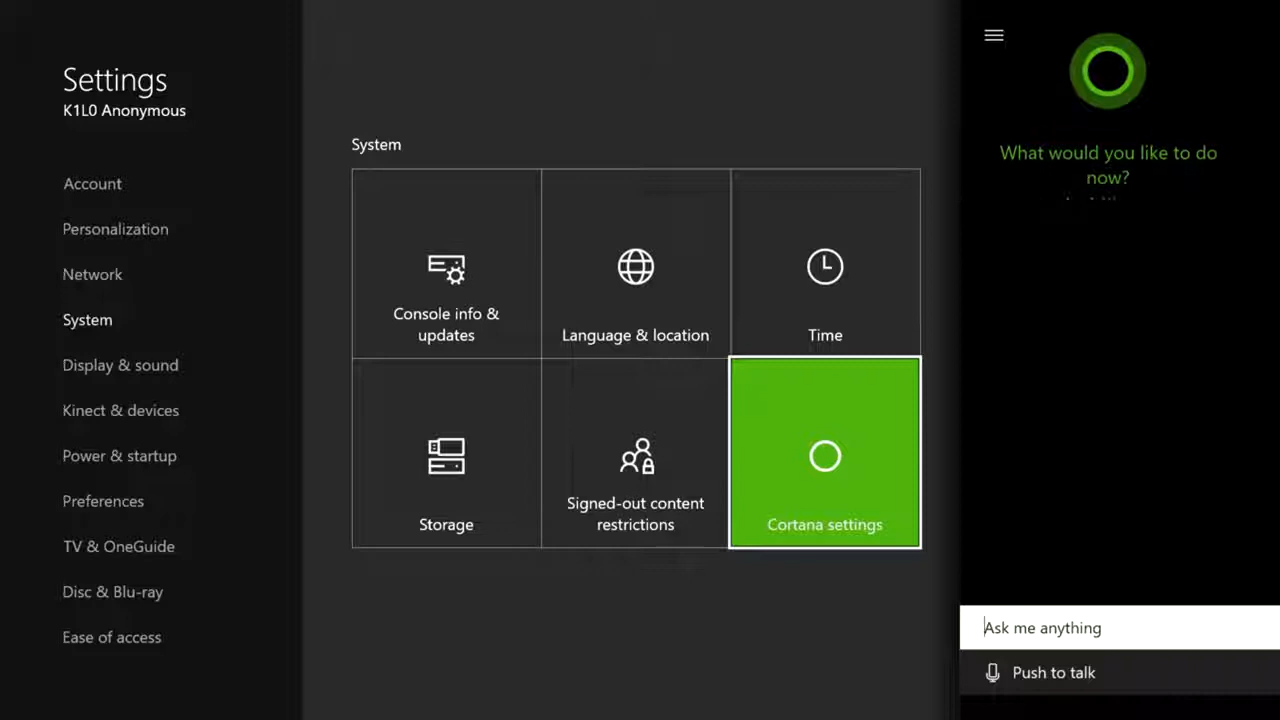 Settings
K1L0 Anonymous
Account
Personalization
Network
System
Display & sound
Kinect & devices
Power & startup
Preferences
TV & OneGuide
Disc & Blu-ray
Ease of access
System
Console info &
updates
Language & location
Time
Storage
Signed-out content
restrictions
Cortana settings
What would you like to do
now?
Ask me anything
Push to talk